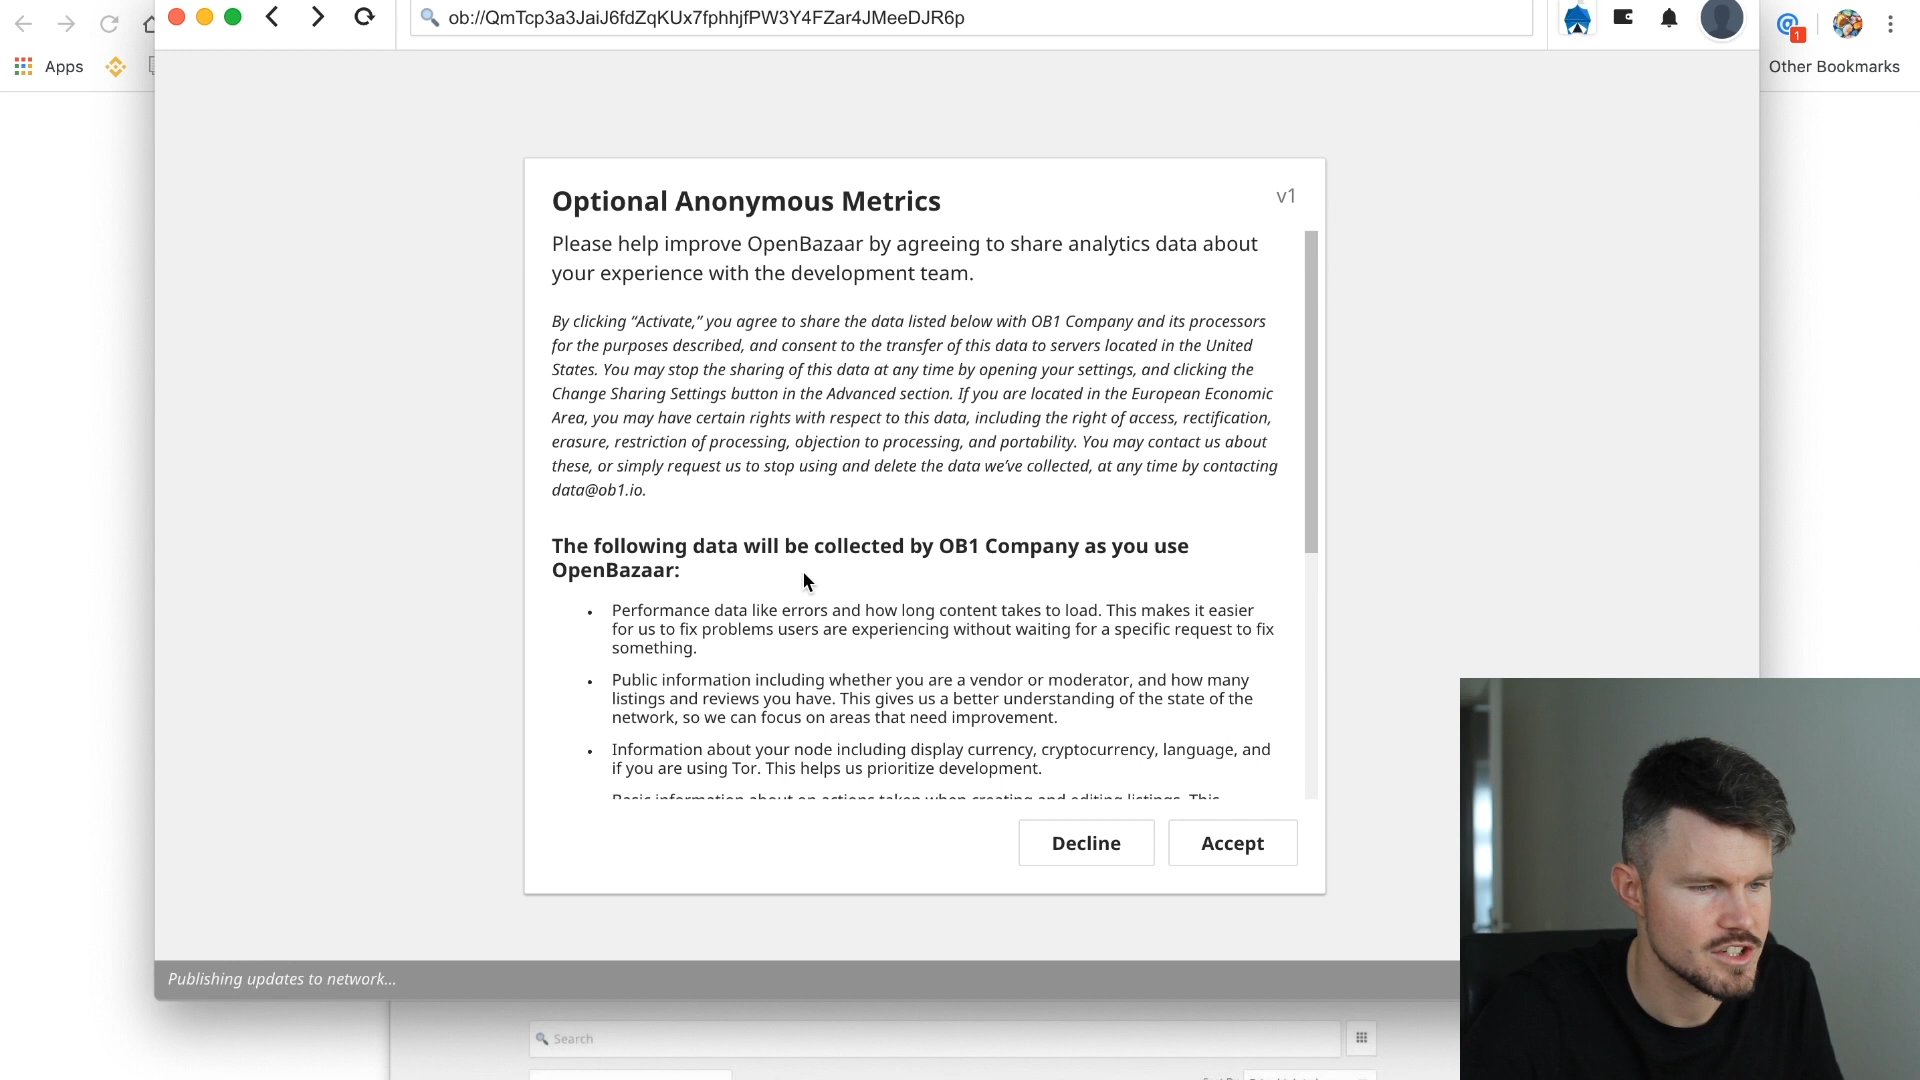 ob://QmTcp3a3JaiJ6fdZqKUx7fphhjfPW3Y4FZar4JMeeDJR6p
1
Apps
Other Bookmarks
Optional Anonymous Metrics
v1
Please help improve OpenBazaar by agreeing to share analytics data about
your experience with the development team.
By clicking “Activate,” you agree to share the data listed below with OB1 Company and its processors
for the purposes described, and consent to the transfer of this data to servers located in the United
States. You may stop the sharing of this data at any time by opening your settings, and clicking the
Change Sharing Settings button in the Advanced section. If you are located in the European Economic
Area, you may have certain rights with respect to this data, including the right of access, rectification,
erasure, restriction of processing, objection to processing, and portability. You may contact us about
these, or simply request us to stop using and delete the data we’ve collected, at any time by contacting
data@ob1.io.
The following data will be collected by OB1 Company as you use
OpenBazaar:
• Performance data like errors and how long content takes to load. This makes it easier
for us to fix problems users are experiencing without waiting for a specific request to fix
something.
• Public information including whether you are a vendor or moderator, and how many
listings and reviews you have. This gives us a better understanding of the state of the
network, so we can focus on areas that need improvement.
• Information about your node including display currency, cryptocurrency, language, and
if you are using Tor. This helps us prioritize development.
Basic information about on actions taken when creating and editing listings. This
Decline
Accept
Publishing updates to network...
Search